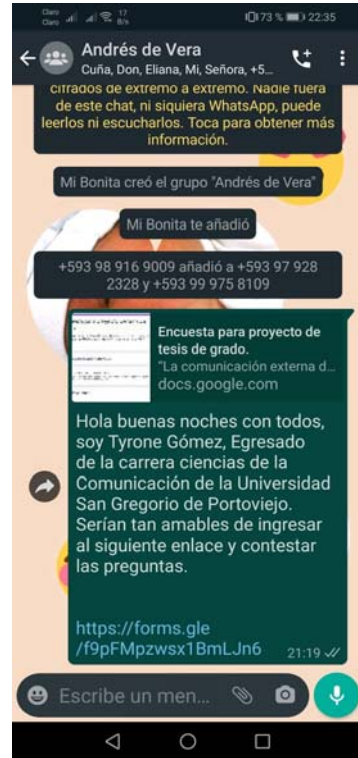 Claro
Claro
17
B/s
73 %
22:35
Andrés de Vera
Cuña, Don, Eliana, Mi, Señora, +5...
cifrados de extremo a extremo. Nadie fuera
de este chat, ni siquiera WhatsApp, puede
leerlos ni escucharlos. Toca para obtener más
información.
Mi Bonita creó el grupo "Andrés de Vera"
Mi Bonita te añadió
+593 98 916 9009 añadió a +593 97 928
2328 y +593 99 975 8109
Encuesta para proyecto de
tesis de grado.
"La comunicación externa d...
docs.google.com
Hola buenas noches con todos,
soy Tyrone Gómez, Egresado
de la carrera ciencias de la
Comunicación de la Universidad
San Gregorio de Portoviejo.
Serían tan amables de ingresar
al siguiente enlace y contestar
las preguntas.
https://forms.gle
/f9pFMpzwsx1BmLJn6
21:19
Escribe un men...